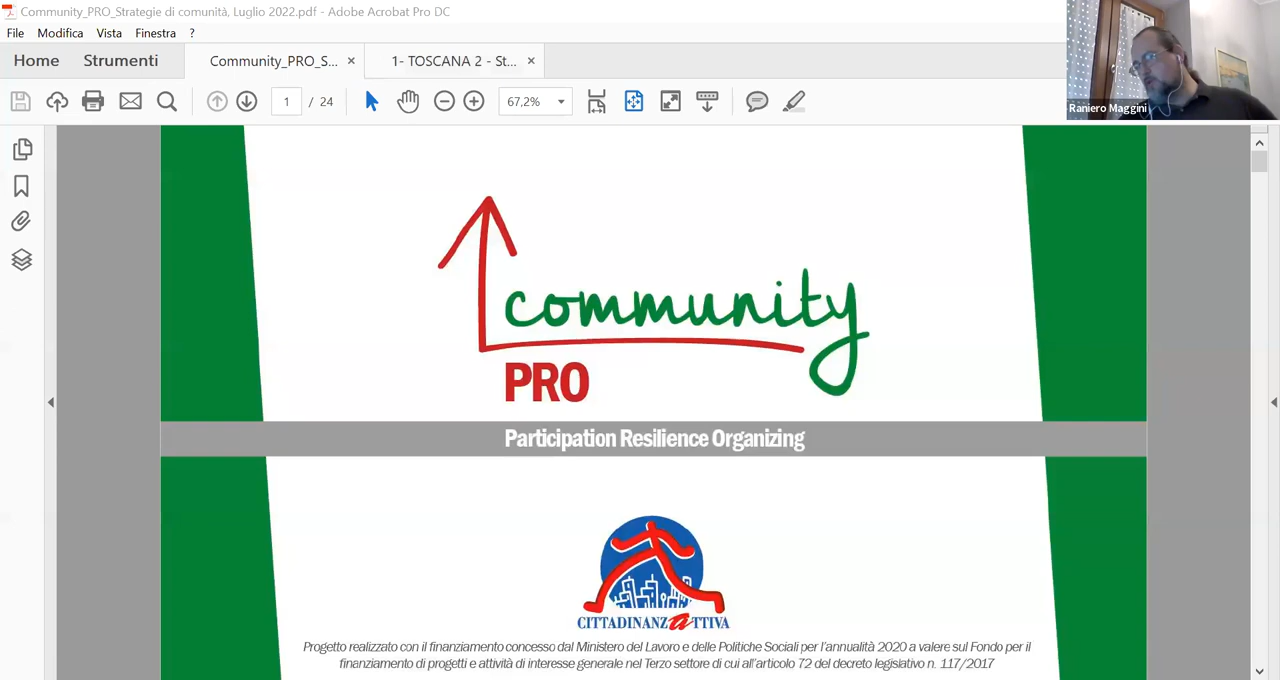 Community_PRO_Strategie di comunità, Luglio 2022.pdf - Adobe Acrobat Pro DC
File Modifica Vista Finestra ?
Home Strumenti Community_PRO_S... × 1- TOSCANA 2 - St... ×
1 / 24 67,2%
Raniero Maggini
community
PRO
Participation Resilience Organizing
CITTADINANZATTIVA
Progetto realizzato con il finanziamento concesso dal Ministero del Lavoro e delle Politiche Sociali per l'annualità 2020 a valere sul Fondo per il
finanziamento di progetti e attività di interesse generale nel Terzo settore di cui all'articolo 72 del decreto legislativo n. 117/2017